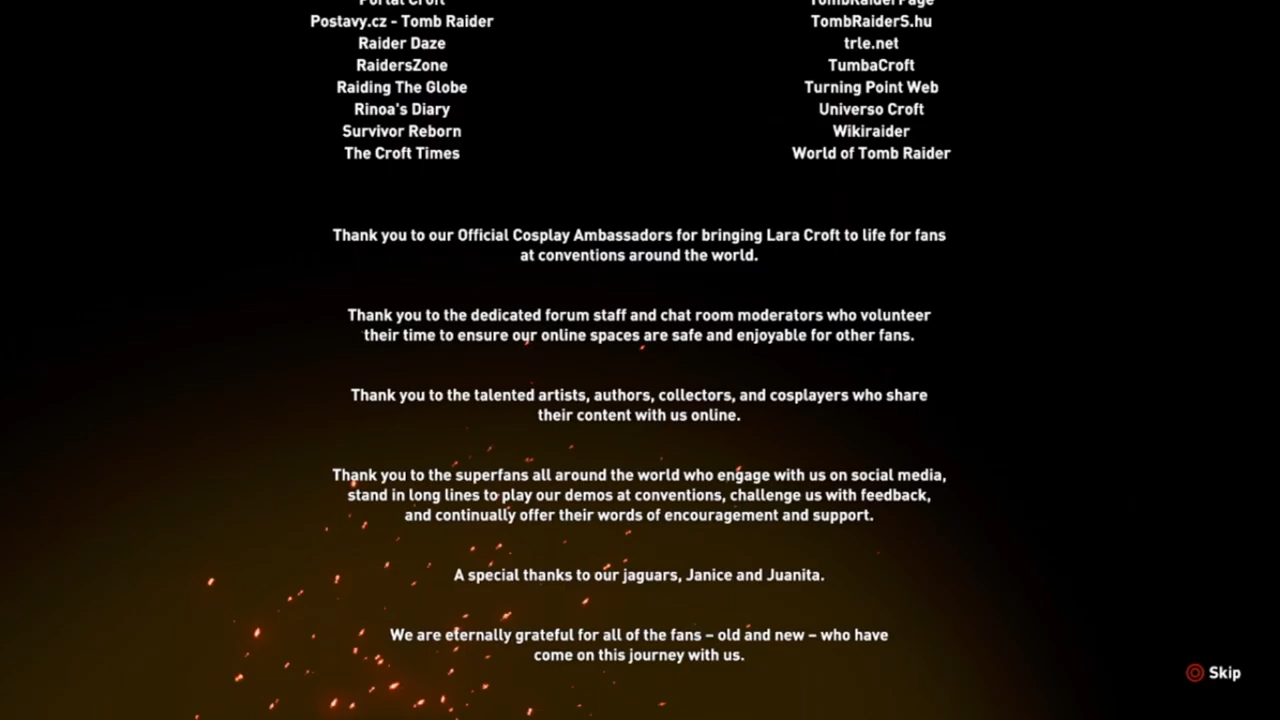 Portal Croft
Postavy.cz - Tomb Raider
Raider Daze
RaidersZone
Raiding The Globe
Rinoa's Diary
Survivor Reborn
The Croft Times
TombRaiderPage
TombRaiderS.hu
trle.net
TumbaCroft
Turning Point Web
Universo Croft
Wikiraider
World of Tomb Raider
Thank you to our Official Cosplay Ambassadors for bringing Lara Croft to life for fans
at conventions around the world.
Thank you to the dedicated forum staff and chat room moderators who volunteer
their time to ensure our online spaces are safe and enjoyable for other fans.
Thank you to the talented artists, authors, collectors, and cosplayers who share
their content with us online.
Thank you to the superfans all around the world who engage with us on social media,
stand in long lines to play our demos at conventions, challenge us with feedback,
and continually offer their words of encouragement and support.
A special thanks to our jaguars, Janice and Juanita.
We are eternally grateful for all of the fans – old and new – who have
come on this journey with us.
Skip